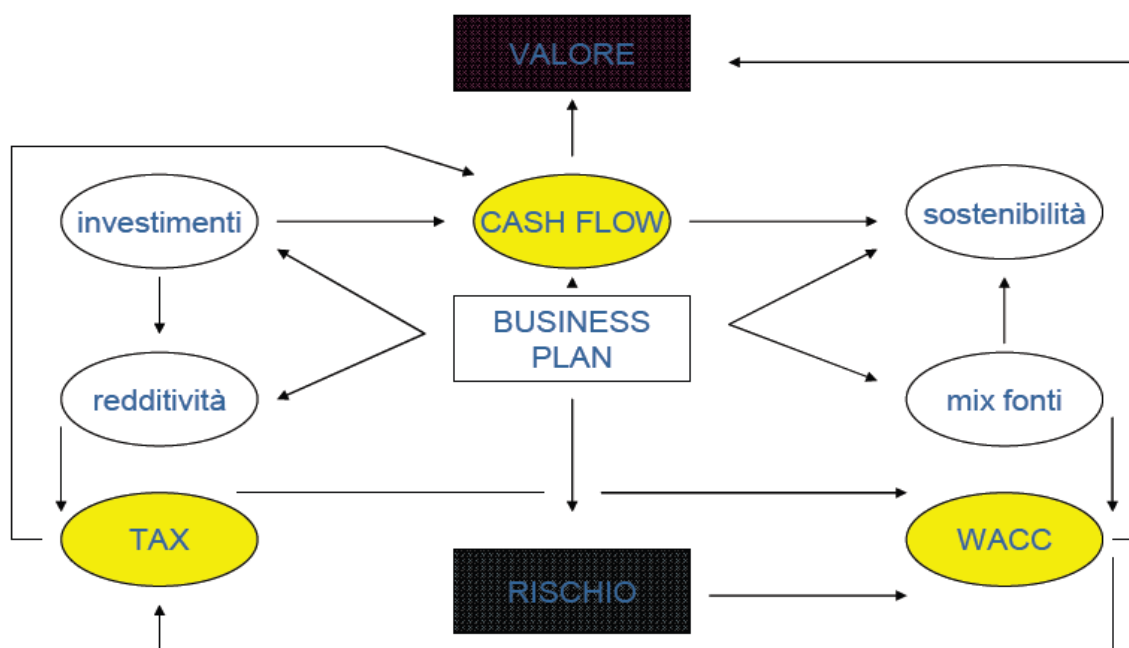 VALORE
investimenti
CASH FLOW
sostenibilità
BUSINESS
PLAN
redditività
mix fonti
TAX
WACC
RISCHIO